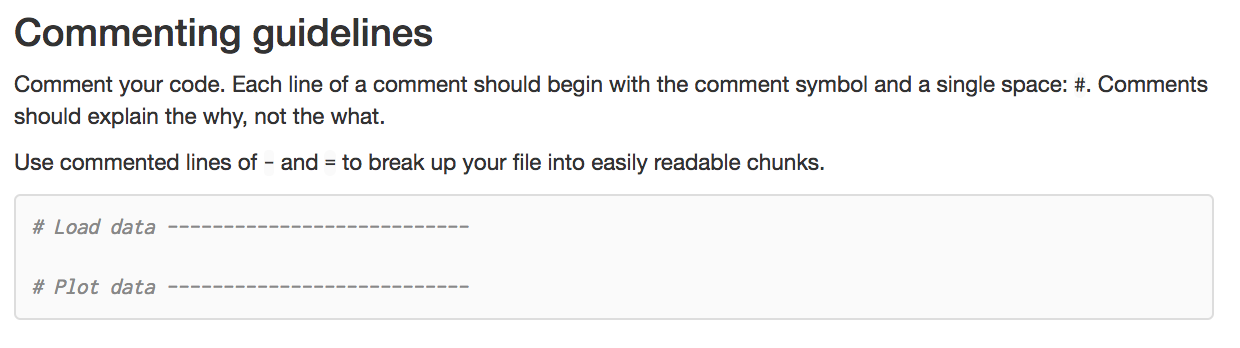 Commenting guidelines
Comment your code. Each line of a comment should begin with the comment symbol and a single space: #. Comments
should explain the why, not the what.
Use commented lines of - and = to break up your file into easily readable chunks.
# Load data ---------------------------
# Plot data ---------------------------